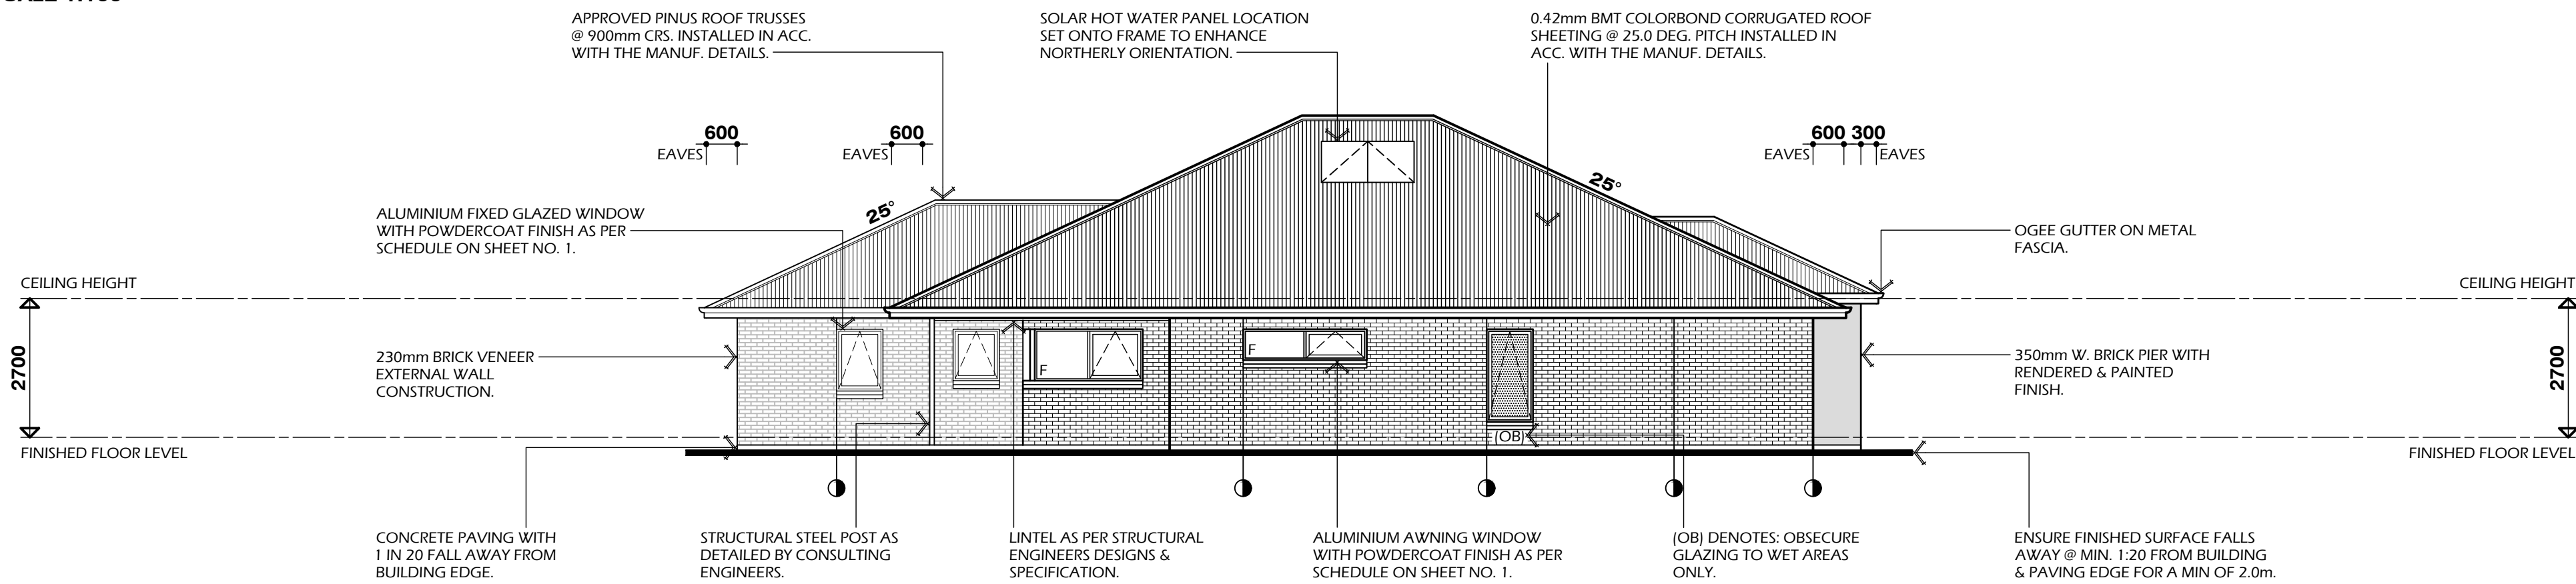 APPROVED PINUS ROOF TRUSSES
@ 900mm CRS. INSTALLED IN ACC.
WITH THE MANUF. DETAILS.
SOLAR HOT WATER PANEL LOCATION
SET ONTO FRAME TO ENHANCE
NORTHERLY ORIENTATION.
0.42mm BMT COLORBOND CORRUGATED ROOF
SHEETING @ 25.0 DEG. PITCH INSTALLED IN
ACC. WITH THE MANUF. DETAILS.
600
EAVES
600
EAVES
600 300
EAVES
EAVES
25°
25°
ALUMINIUM FIXED GLAZED WINDOW
WITH POWDERCOAT FINISH AS PER
SCHEDULE ON SHEET NO. 1.
OGEE GUTTER ON METAL
FASCIA.
CEILING HEIGHT
CEILING HEIGHT
2700
2700
230mm BRICK VENEER
EXTERNAL WALL
CONSTRUCTION.
F
F
350mm W. BRICK PIER WITH
RENDERED & PAINTED
FINISH.
(OB)
FINISHED FLOOR LEVEL
FINISHED FLOOR LEVEL
CONCRETE PAVING WITH
1 IN 20 FALL AWAY FROM
BUILDING EDGE.
STRUCTURAL STEEL POST AS
DETAILED BY CONSULTING
ENGINEERS.
LINTEL AS PER STRUCTURAL
ENGINEERS DESIGNS &
SPECIFICATION.
ALUMINIUM AWNING WINDOW
WITH POWDERCOAT FINISH AS PER
SCHEDULE ON SHEET NO. 1.
(OB) DENOTES: OBSECURE
GLAZING TO WET AREAS
ONLY.
ENSURE FINISHED SURFACE FALLS
AWAY @ MIN. 1:20 FROM BUILDING
& PAVING EDGE FOR A MIN OF 2.0m.